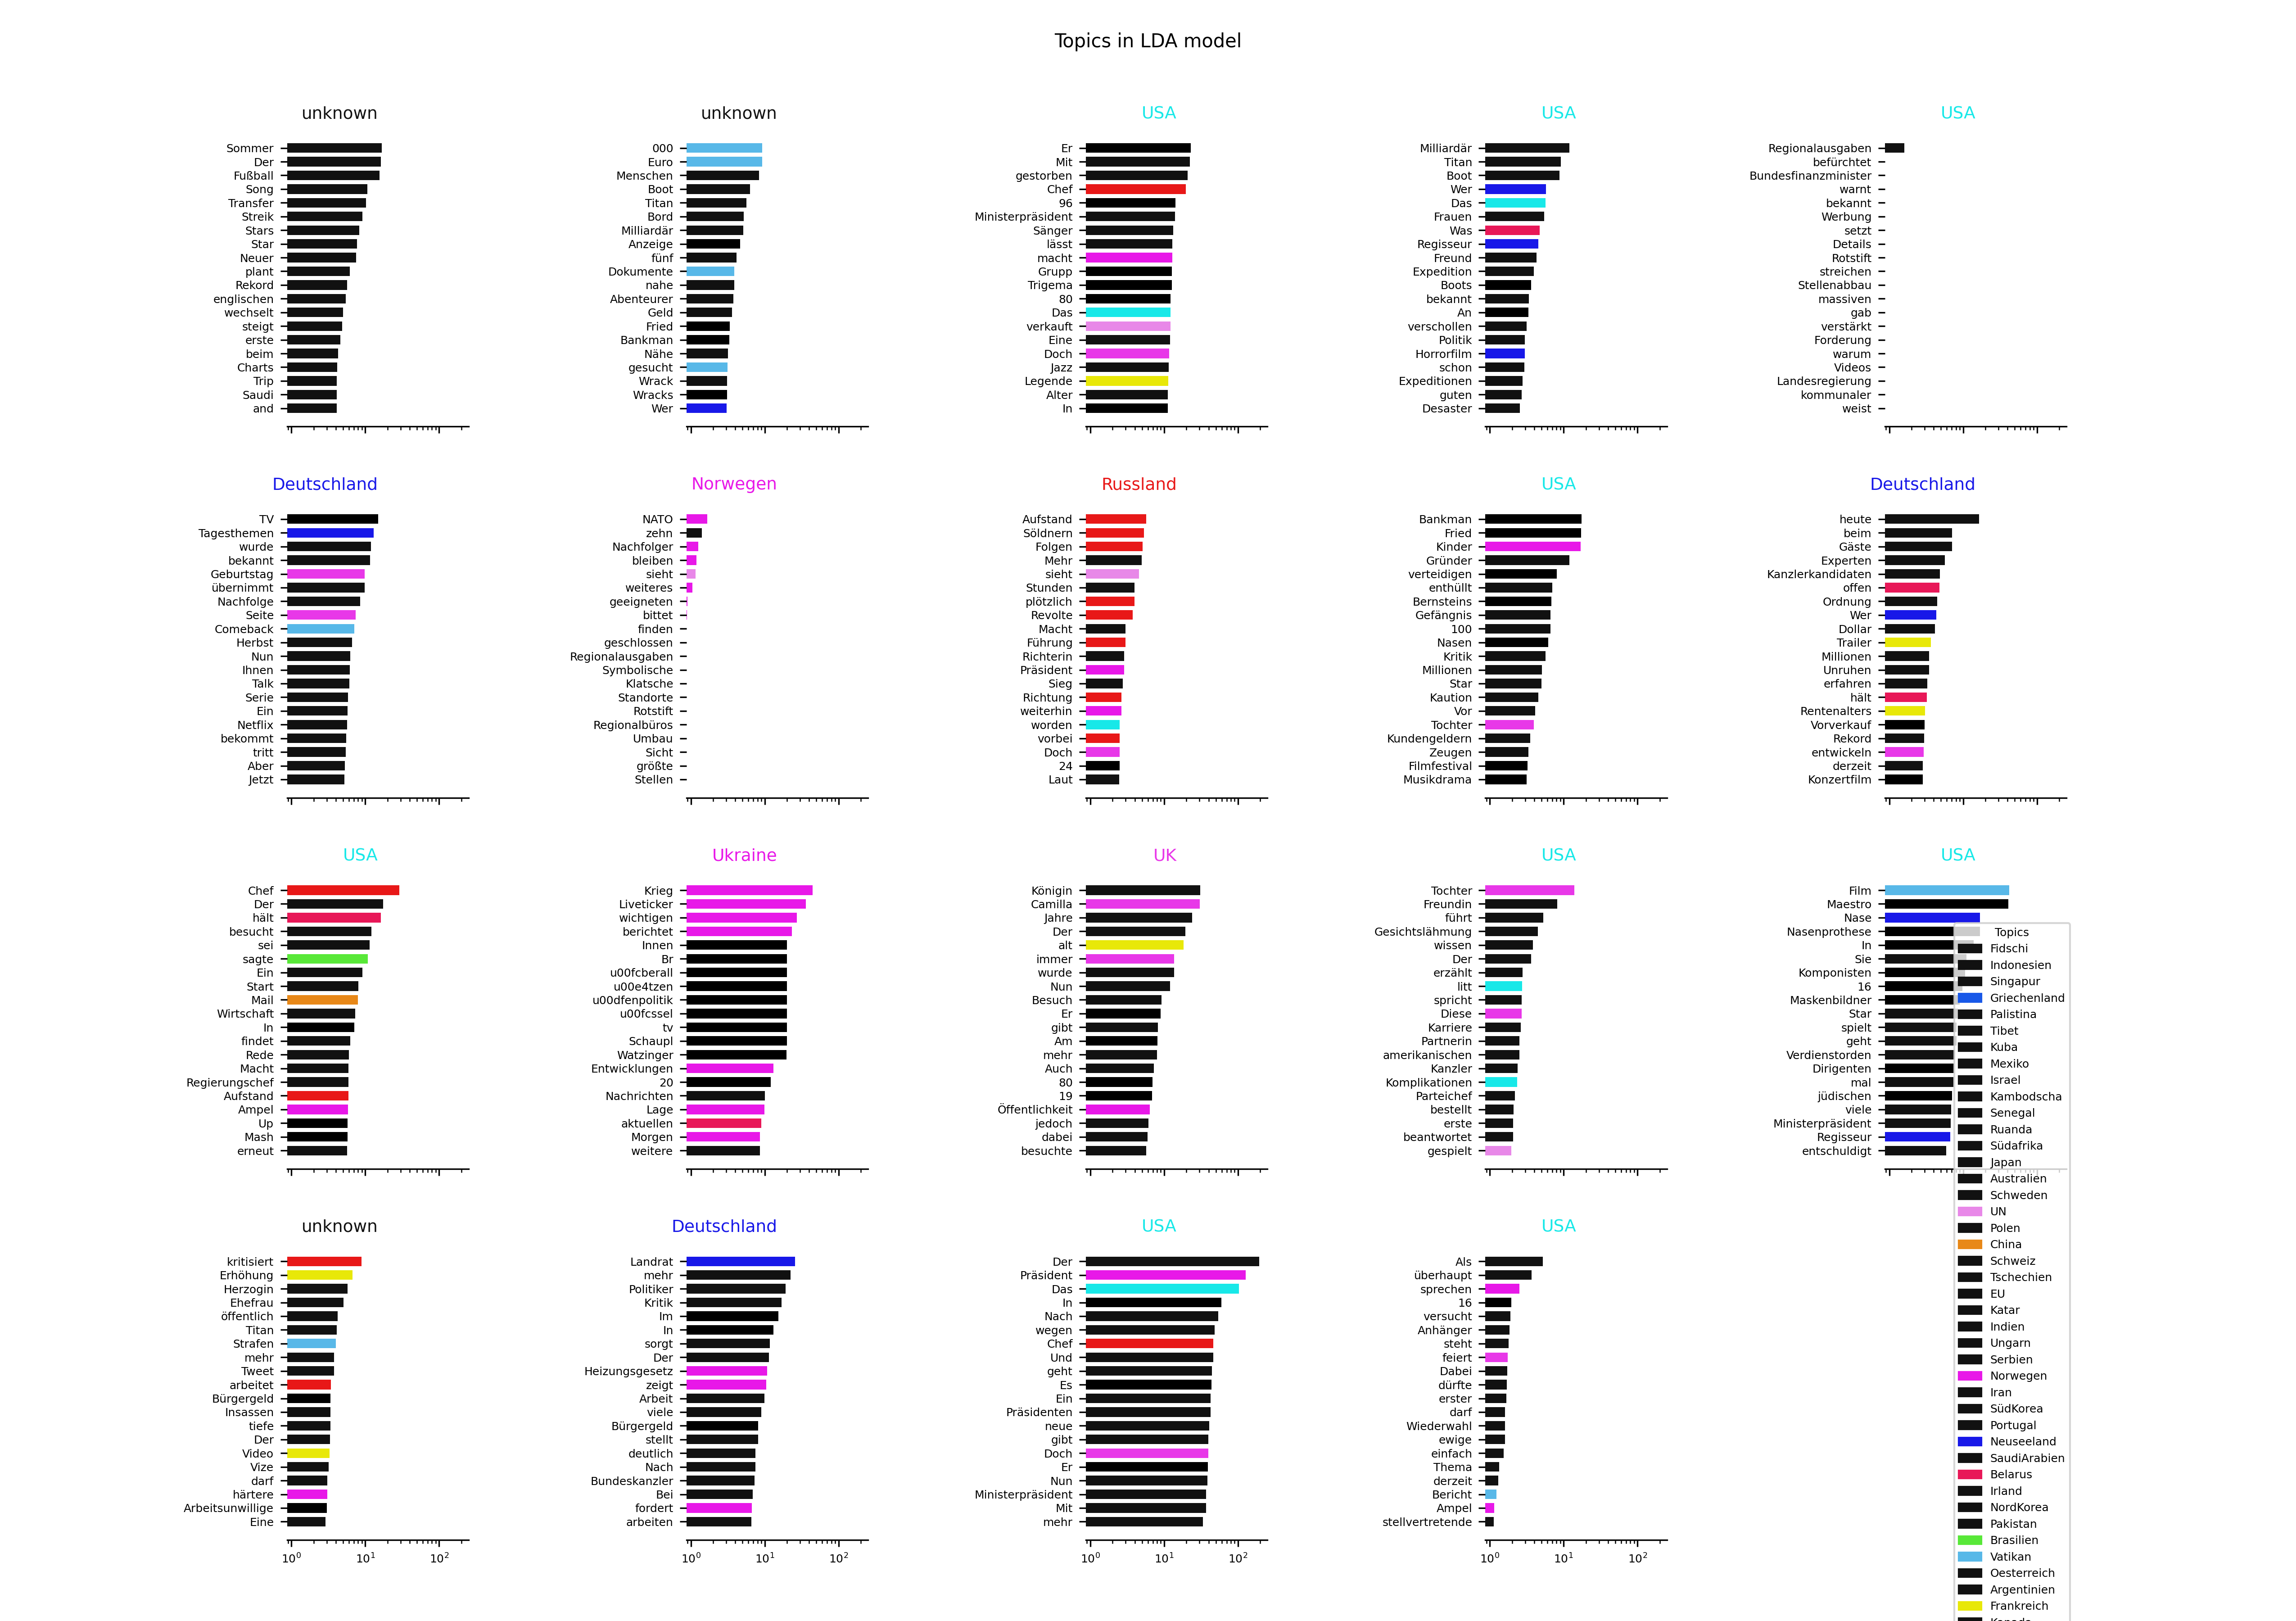 Topics in LDA model
unknown
Sommer
Der
Fußball
Song
Transfer
Streik
Stars
Star
Neuer
plant
Rekord
englischen
wechselt
steigt
erste
beim
Charts
Trip
Saudi
and
unknown
000
Euro
Menschen
Boot
Titan
Bord
Milliardär
Anzeige
fünf
Dokumente
nahe
Abenteurer
Geld
Fried
Bankman
Nähe
gesucht
Wrack
Wracks
Wer
USA
Er
Mit
gestorben
Chef
96
Ministerpräsident
Sänger
lässt
macht
Grupp
Trigema
80
Das
verkauft
Eine
Doch
Jazz
Legende
Alter
In
USA
Milliardär
Titan
Boot
Wer
Das
Frauen
Was
Regisseur
Freund
Expedition
Boots
bekannt
An
verschollen
Politik
Horrorfilm
schon
Expeditionen
guten
Desaster
USA
Regionalausgaben
befürchtet
Bundesfinanzminister
warnt
bekannt
Werbung
setzt
Details
Rotstift
streichen
Stellenabbau
massiven
gab
verstärkt
Forderung
warum
Videos
Landesregierung
kommunaler
weist
Deutschland
TV
Tagesthemen
wurde
bekannt
Geburtstag
übernimmt
Nachfolge
Seite
Comeback
Herbst
Nun
Ihnen
Talk
Serie
Ein
Netflix
bekommt
tritt
Aber
Jetzt
Norwegen
NATO
zehn
Nachfolger
bleiben
sieht
weiteres
geeigneten
bittet
finden
geschlossen
Regionalausgaben
Symbolische
Klatsche
Standorte
Rotstift
Regionalbüros
Umbau
Sicht
größte
Stellen
Russland
Aufstand
Söldnern
Folgen
Mehr
sieht
Stunden
plötzlich
Revolte
Macht
Führung
Richterin
Präsident
Sieg
Richtung
weiterhin
worden
vorbei
Doch
24
Laut
USA
Bankman
Fried
Kinder
Gründer
verteidigen
enthüllt
Bernsteins
Gefängnis
100
Nasen
Kritik
Millionen
Star
Kaution
Vor
Tochter
Kundengeldern
Zeugen
Filmfestival
Musikdrama
Deutschland
heute
beim
Gäste
Experten
Kanzlerkandidaten
offen
Ordnung
Wer
Dollar
Trailer
Millionen
Unruhen
erfahren
hält
Rentenalters
Vorverkauf
Rekord
entwickeln
derzeit
Konzertfilm
USA
Chef
Der
hält
besucht
sei
sagte
Ein
Start
Mail
Wirtschaft
In
findet
Rede
Macht
Regierungschef
Aufstand
Ampel
Up
Mash
erneut
Ukraine
Krieg
Liveticker
wichtigen
berichtet
Innen
Br
u00fcberall
u00e4tzen
u00dfenpolitik
u00fcssel
tv
Schaupl
Watzinger
Entwicklungen
20
Nachrichten
Lage
aktuellen
Morgen
weitere
UK
Königin
Camilla
Jahre
Der
alt
immer
wurde
Nun
Besuch
Er
gibt
Am
mehr
Auch
80
19
Öffentlichkeit
jedoch
dabei
besuchte
USA
Tochter
Freundin
führt
Gesichtslähmung
wissen
Der
erzählt
litt
spricht
Diese
Karriere
Partnerin
amerikanischen
Kanzler
Komplikationen
Parteichef
bestellt
erste
beantwortet
gespielt
USA
Film
Maestro
Nase
Nasenprothese
In
Sie
Komponisten
16
Maskenbildner
Star
spielt
geht
Verdienstorden
Dirigenten
mal
jüdischen
viele
Ministerpräsident
Regisseur
entschuldigt
unknown
kritisiert
Erhöhung
Herzogin
Ehefrau
öffentlich
Titan
Strafen
mehr
Tweet
arbeitet
Bürgergeld
Insassen
tiefe
Der
Video
Vize
darf
härtere
Arbeitsunwillige
Eine
10⁰ 10¹ 10²
Deutschland
Landrat
mehr
Politiker
Kritik
Im
In
sorgt
Der
Heizungsgesetz
zeigt
Arbeit
viele
Bürgergeld
stellt
deutlich
Nach
Bundeskanzler
Bei
fordert
arbeiten
10⁰ 10¹ 10²
USA
Der
Präsident
Das
In
Nach
wegen
Chef
Und
geht
Es
Ein
Präsidenten
neue
gibt
Doch
Er
Nun
Ministerpräsident
Mit
mehr
10⁰ 10¹ 10²
USA
Als
überhaupt
sprechen
16
versucht
Anhänger
steht
feiert
Dabei
dürfte
erster
darf
Wiederwahl
ewige
einfach
Thema
derzeit
Bericht
Ampel
stellvertretende
10⁰ 10¹ 10²
Topics
Fidschi
Indonesien
Singapur
Griechenland
Palistina
Tibet
Kuba
Mexiko
Israel
Kambodscha
Senegal
Ruanda
Südafrika
Japan
Australien
Schweden
UN
Polen
China
Schweiz
Tschechien
EU
Katar
Indien
Ungarn
Serbien
Norwegen
Iran
SüdKorea
Portugal
Neuseeland
SaudiArabien
Belarus
Irland
NordKorea
Pakistan
Brasilien
Vatikan
Oesterreich
Argentinien
Frankreich